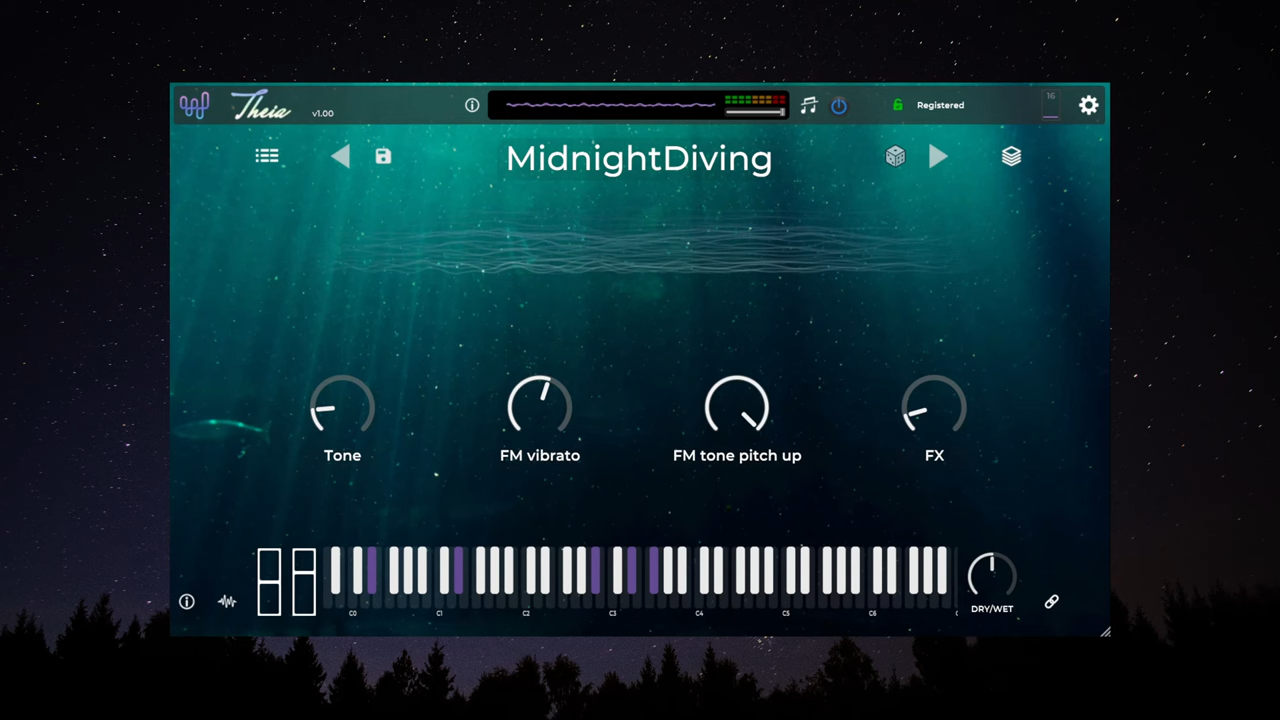 Theia
v1.00
Registered
16
MidnightDiving
Tone
FM vibrato
FM tone pitch up
FX
C0
C1
C2
C3
C4
C5
C6
DRY/WET